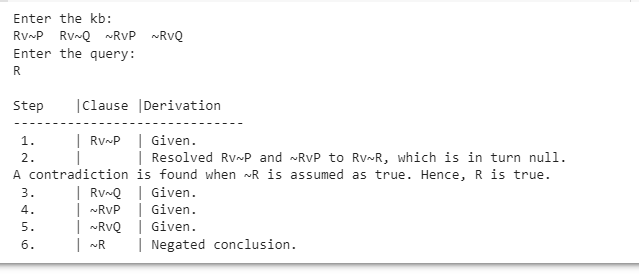 Enter the kb:
Rv~P Rv~Q ~RvP ~RvQ
Enter the query:
R
Step |Clause |Derivation
------------------------------
1. | Rv~P | Given.
2. | | Resolved Rv~P and ~RvP to Rv~R, which is in turn null.
A contradiction is found when ~R is assumed as true. Hence, R is true.
3. | Rv~Q | Given.
4. | ~RvP | Given.
5. | ~RvQ | Given.
6. | ~R | Negated conclusion.